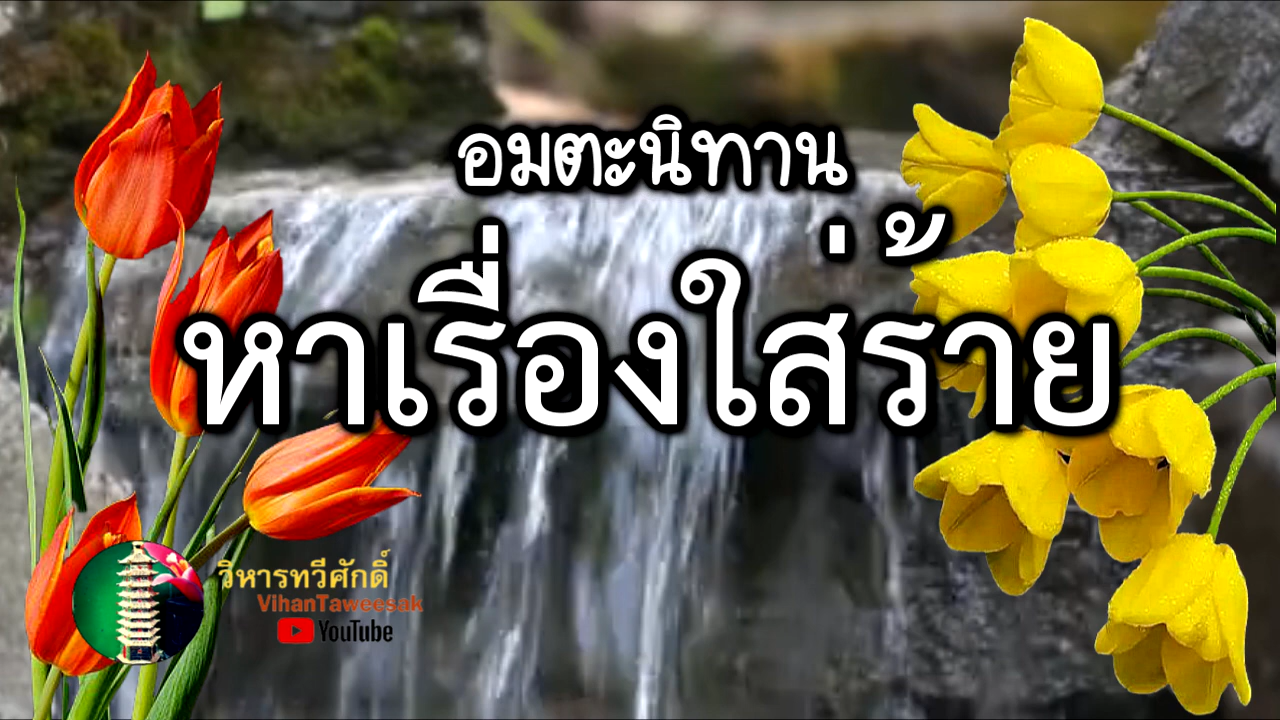 อมตะนิทาน
หาเรื่องใส่ร้าย
วิหารทวีศักดิ์
VihanTaweesak
YouTube